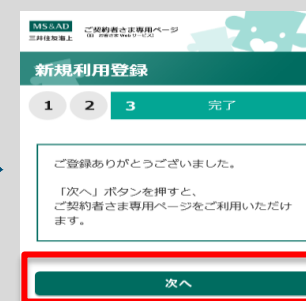 MS&AD
三井住友海上
ご契約者さま専用ページ
新規利用登録
1 2 3 完了
ご登録ありがとうございました。
「次へ」ボタンを押すと、
ご契約者さま専用ページをご利用いただけ
ます。
次へ